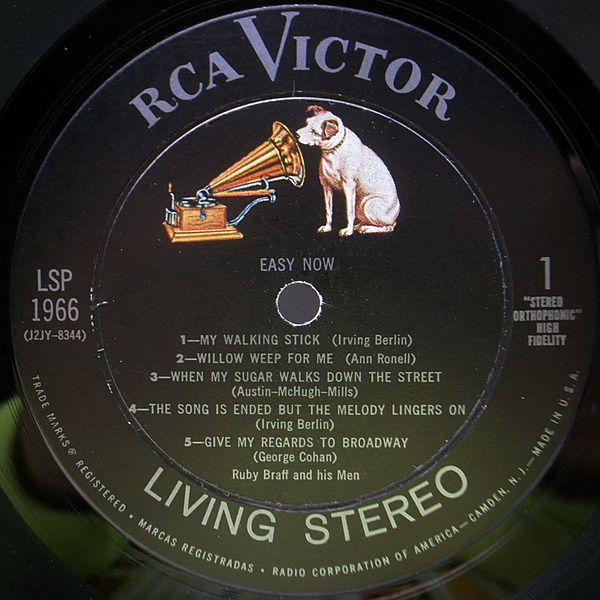 RCA VICTOR
EASY NOW
LSP
1966
(J2JY-8344)
1
"STEREO
ORTHOPHONIC"
HIGH
FIDELITY
1—MY WALKING STICK (Irving Berlin)
2—WILLOW WEEP FOR ME (Ann Ronell)
3—WHEN MY SUGAR WALKS DOWN THE STREET
(Austin–McHugh–Mills)
4—THE SONG IS ENDED BUT THE MELODY LINGERS ON
(Irving Berlin)
5—GIVE MY REGARDS TO BROADWAY
(George Cohan)
Ruby Braff and his Men
LIVING STEREO
TRADE MARKS ® REGISTERED • MARCAS REGISTRADAS • RADIO CORPORATION OF AMERICA—CAMDEN, N. J.—MADE IN U. S. A.